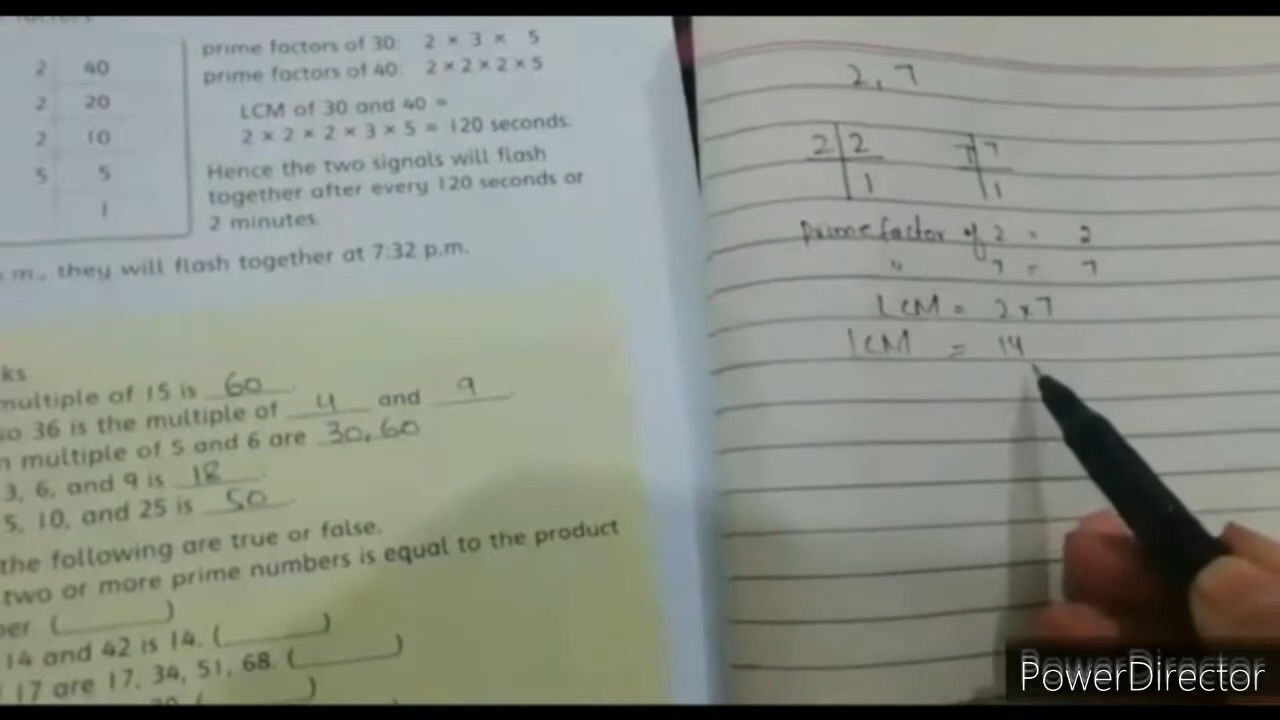 2 40
2 20
2 10
5 5
1
prime factors of 30: 2 × 3 × 5
prime factors of 40: 2 × 2 × 2 × 5
LCM of 30 and 40 =
2 × 2 × 2 × 3 × 5 = 120 seconds.
Hence the two signals will flash
together after every 120 seconds or
2 minutes.
.m., they will flash together at 7:32 p.m.
ks
multiple of 15 is 60.
so 36 is the multiple of 4 and 9.
n multiple of 5 and 6 are 30,60
3, 6, and 9 is 18.
5, 10, and 25 is 50.
the following are true or false.
two or more prime numbers is equal to the product
ber. (______)
14 and 42 is 14. (______)
17 are 17, 34, 51, 68. (______)
2, 7
2 2 7 7
1 1
prime factor of 2 = 2
" 7 = 7
LCM = 2 × 7
LCM = 14
PowerDirector